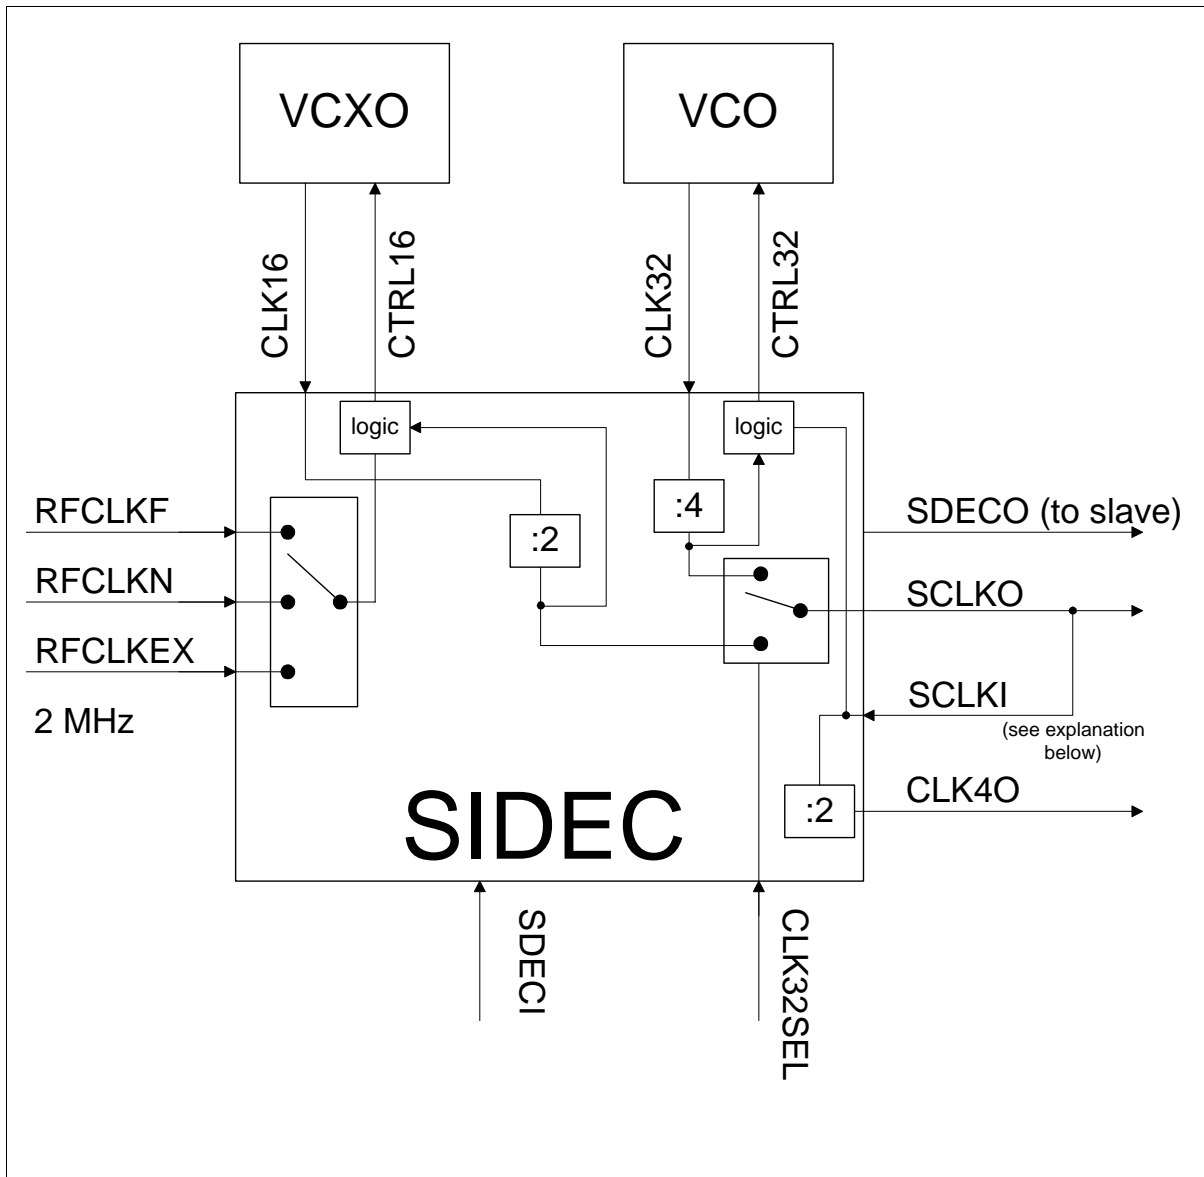 VCXO
VCO
CLK16
CTRL16
CLK32
CTRL32
logic
logic
RFCLKF
RFCLKN
RFCLKEX
2 MHz
:2
:4
SDECO (to slave)
SCLKO
SCLKI
(see explanation
below)
CLK4O
:2
SIDEC
SDECI
CLK32SEL